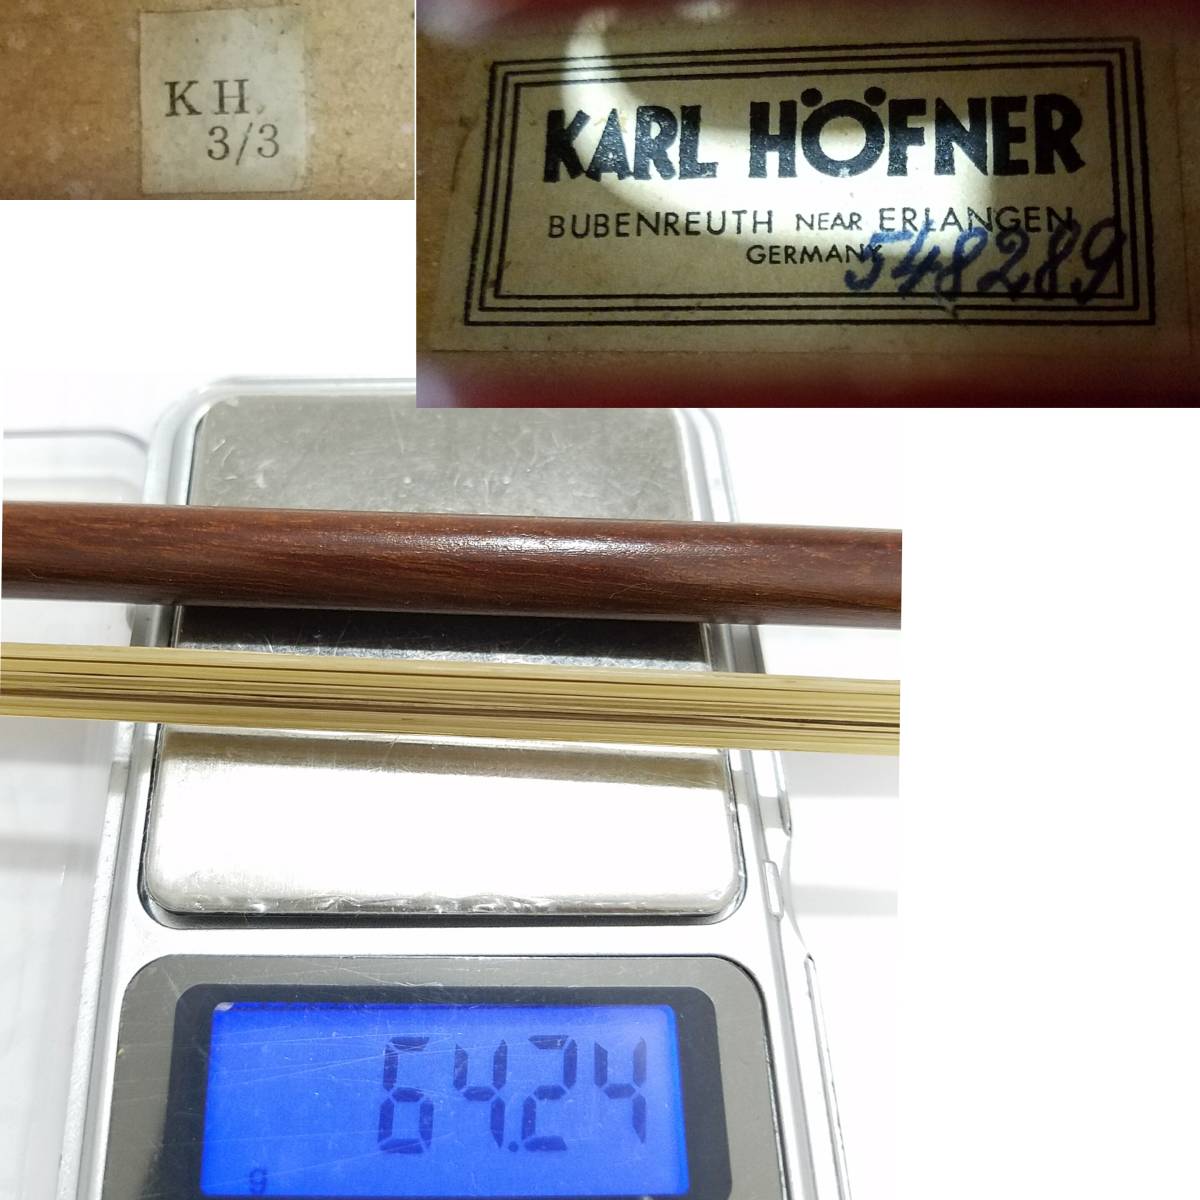 KH
3/3
KARL HÖFNER
BUBENREUTH NEAR ERLANGEN
GERMANY
548289
64.24
g